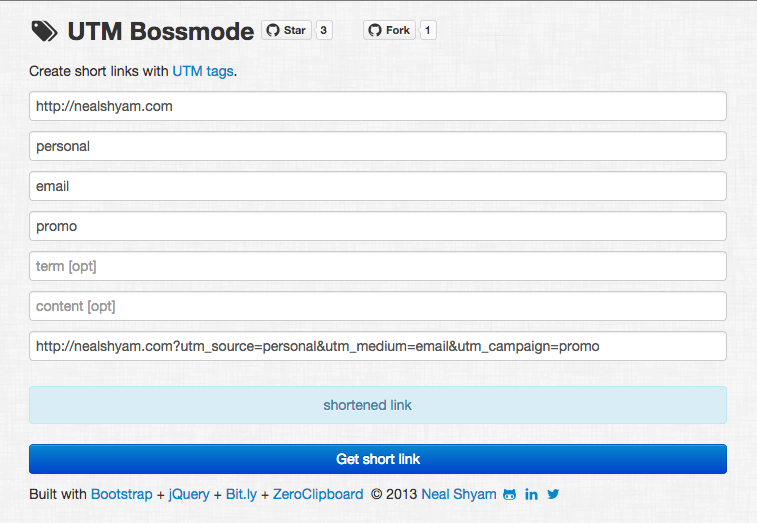 UTM Bossmode Star 3 Fork 1
Create short links with UTM tags.
http://nealshyam.com
personal
email
promo
term [opt]
content [opt]
http://nealshyam.com?utm_source=personal&utm_medium=email&utm_campaign=promo
shortened link
Get short link
Built with Bootstrap + jQuery + Bit.ly + ZeroClipboard © 2013 Neal Shyam